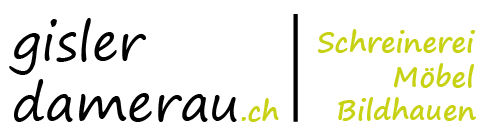 gisler
damerau.ch
Schreinerei
Möbel
Bildhauen